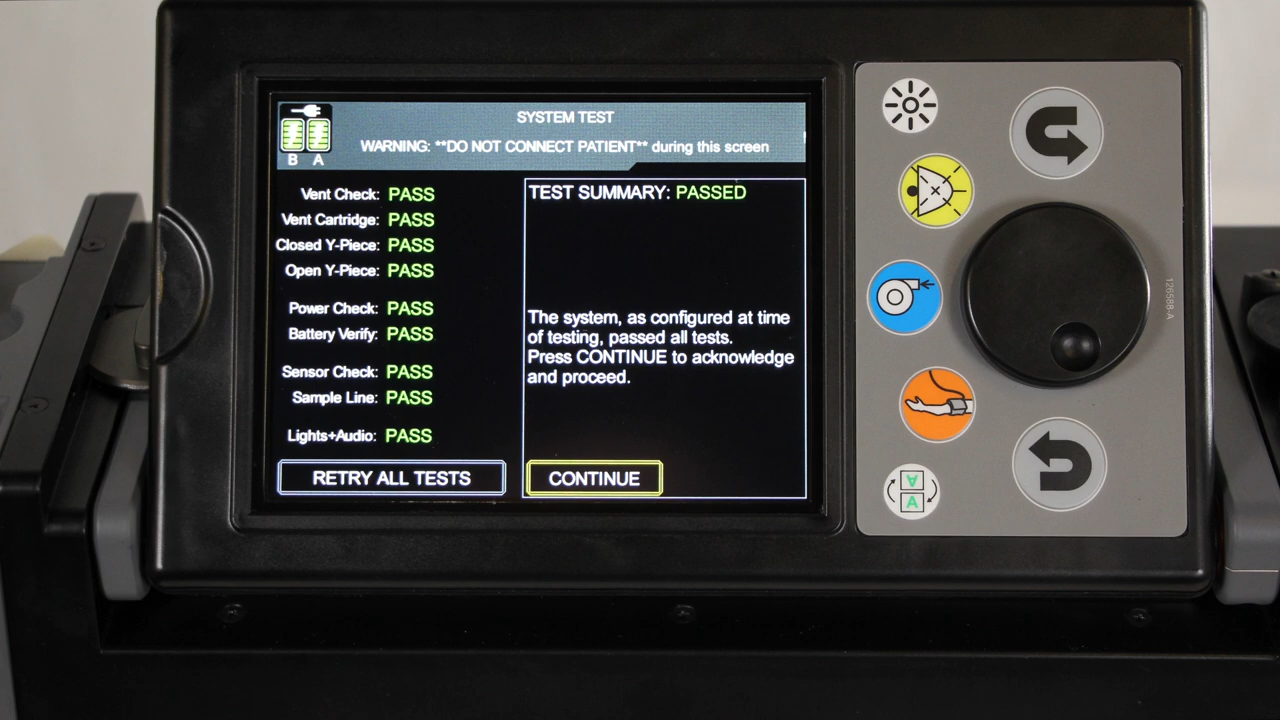 SYSTEM TEST
WARNING: **DO NOT CONNECT PATIENT** during this screen
B A
Vent Check: PASS
Vent Cartridge: PASS
Closed Y-Piece: PASS
Open Y-Piece: PASS
Power Check: PASS
Battery Verify: PASS
Sensor Check: PASS
Sample Line: PASS
Lights+Audio: PASS
RETRY ALL TESTS
TEST SUMMARY: PASSED
The system, as configured at time
of testing, passed all tests.
Press CONTINUE to acknowledge
and proceed.
CONTINUE
A
A
126588-A